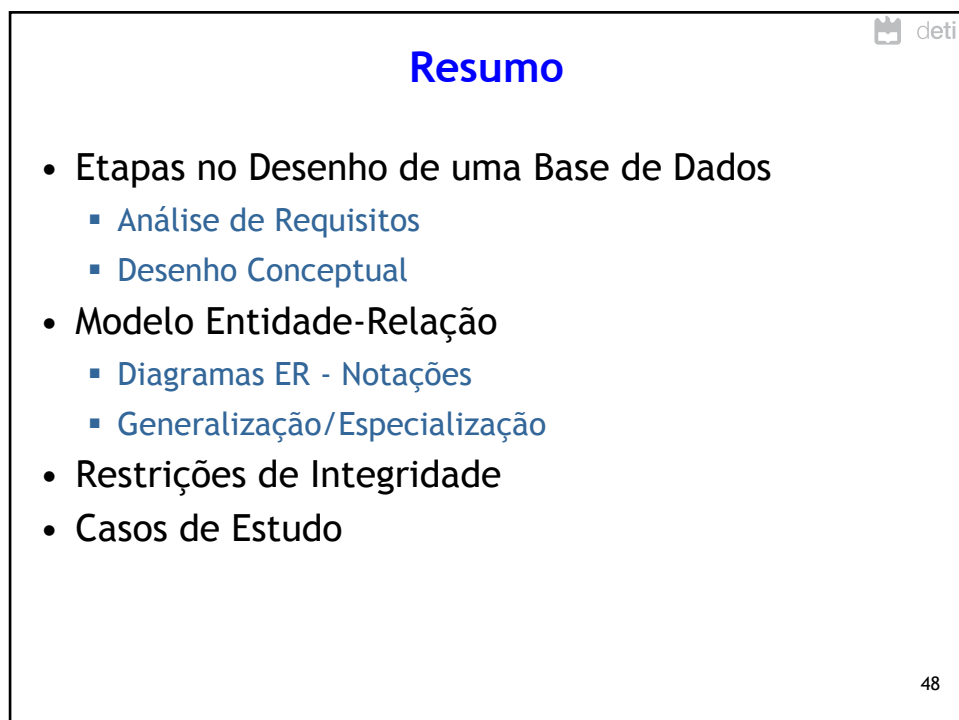 deti
Resumo
• Etapas no Desenho de uma Base de Dados
▪ Análise de Requisitos
▪ Desenho Conceptual
• Modelo Entidade-Relação
▪ Diagramas ER - Notações
▪ Generalização/Especialização
• Restrições de Integridade
• Casos de Estudo
48